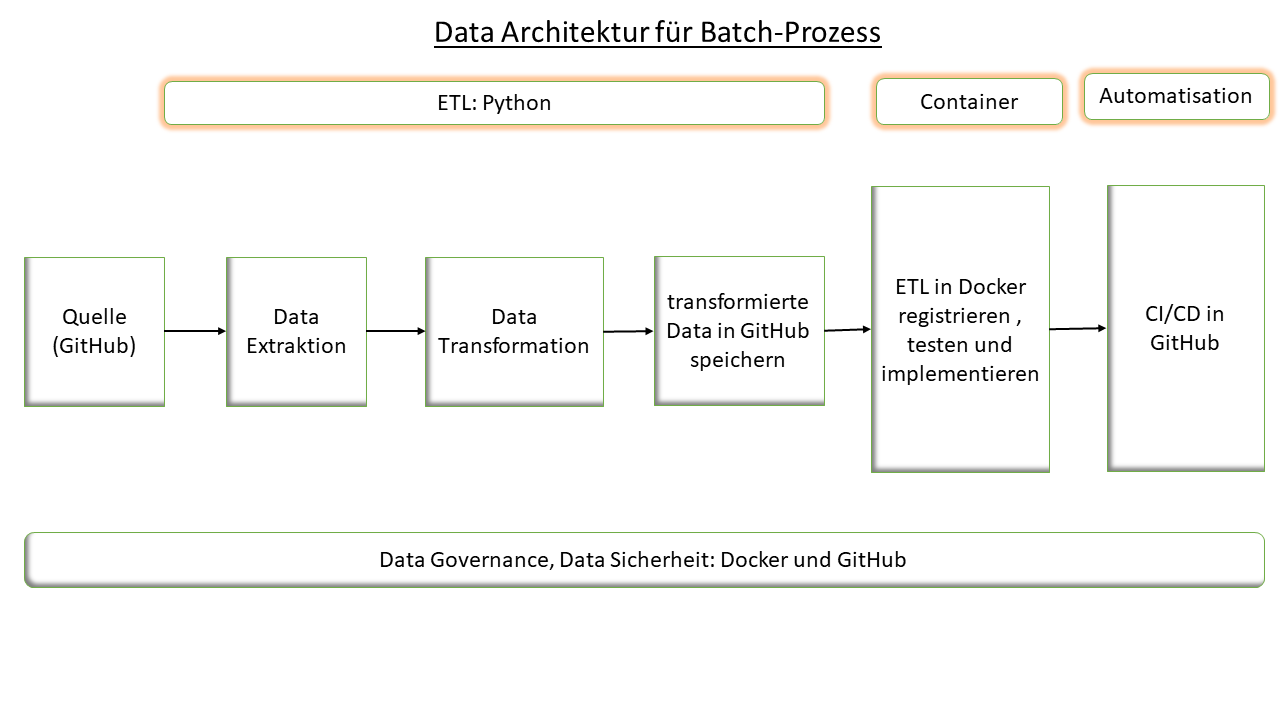 Data Architektur für Batch-Prozess
ETL: Python
Container
Automatisation
Quelle
(GitHub)
Data
Extraktion
Data
Transformation
transformierte
Data in GitHub
speichern
ETL in Docker
registrieren ,
testen und
implementieren
CI/CD in
GitHub
Data Governance, Data Sicherheit: Docker und GitHub